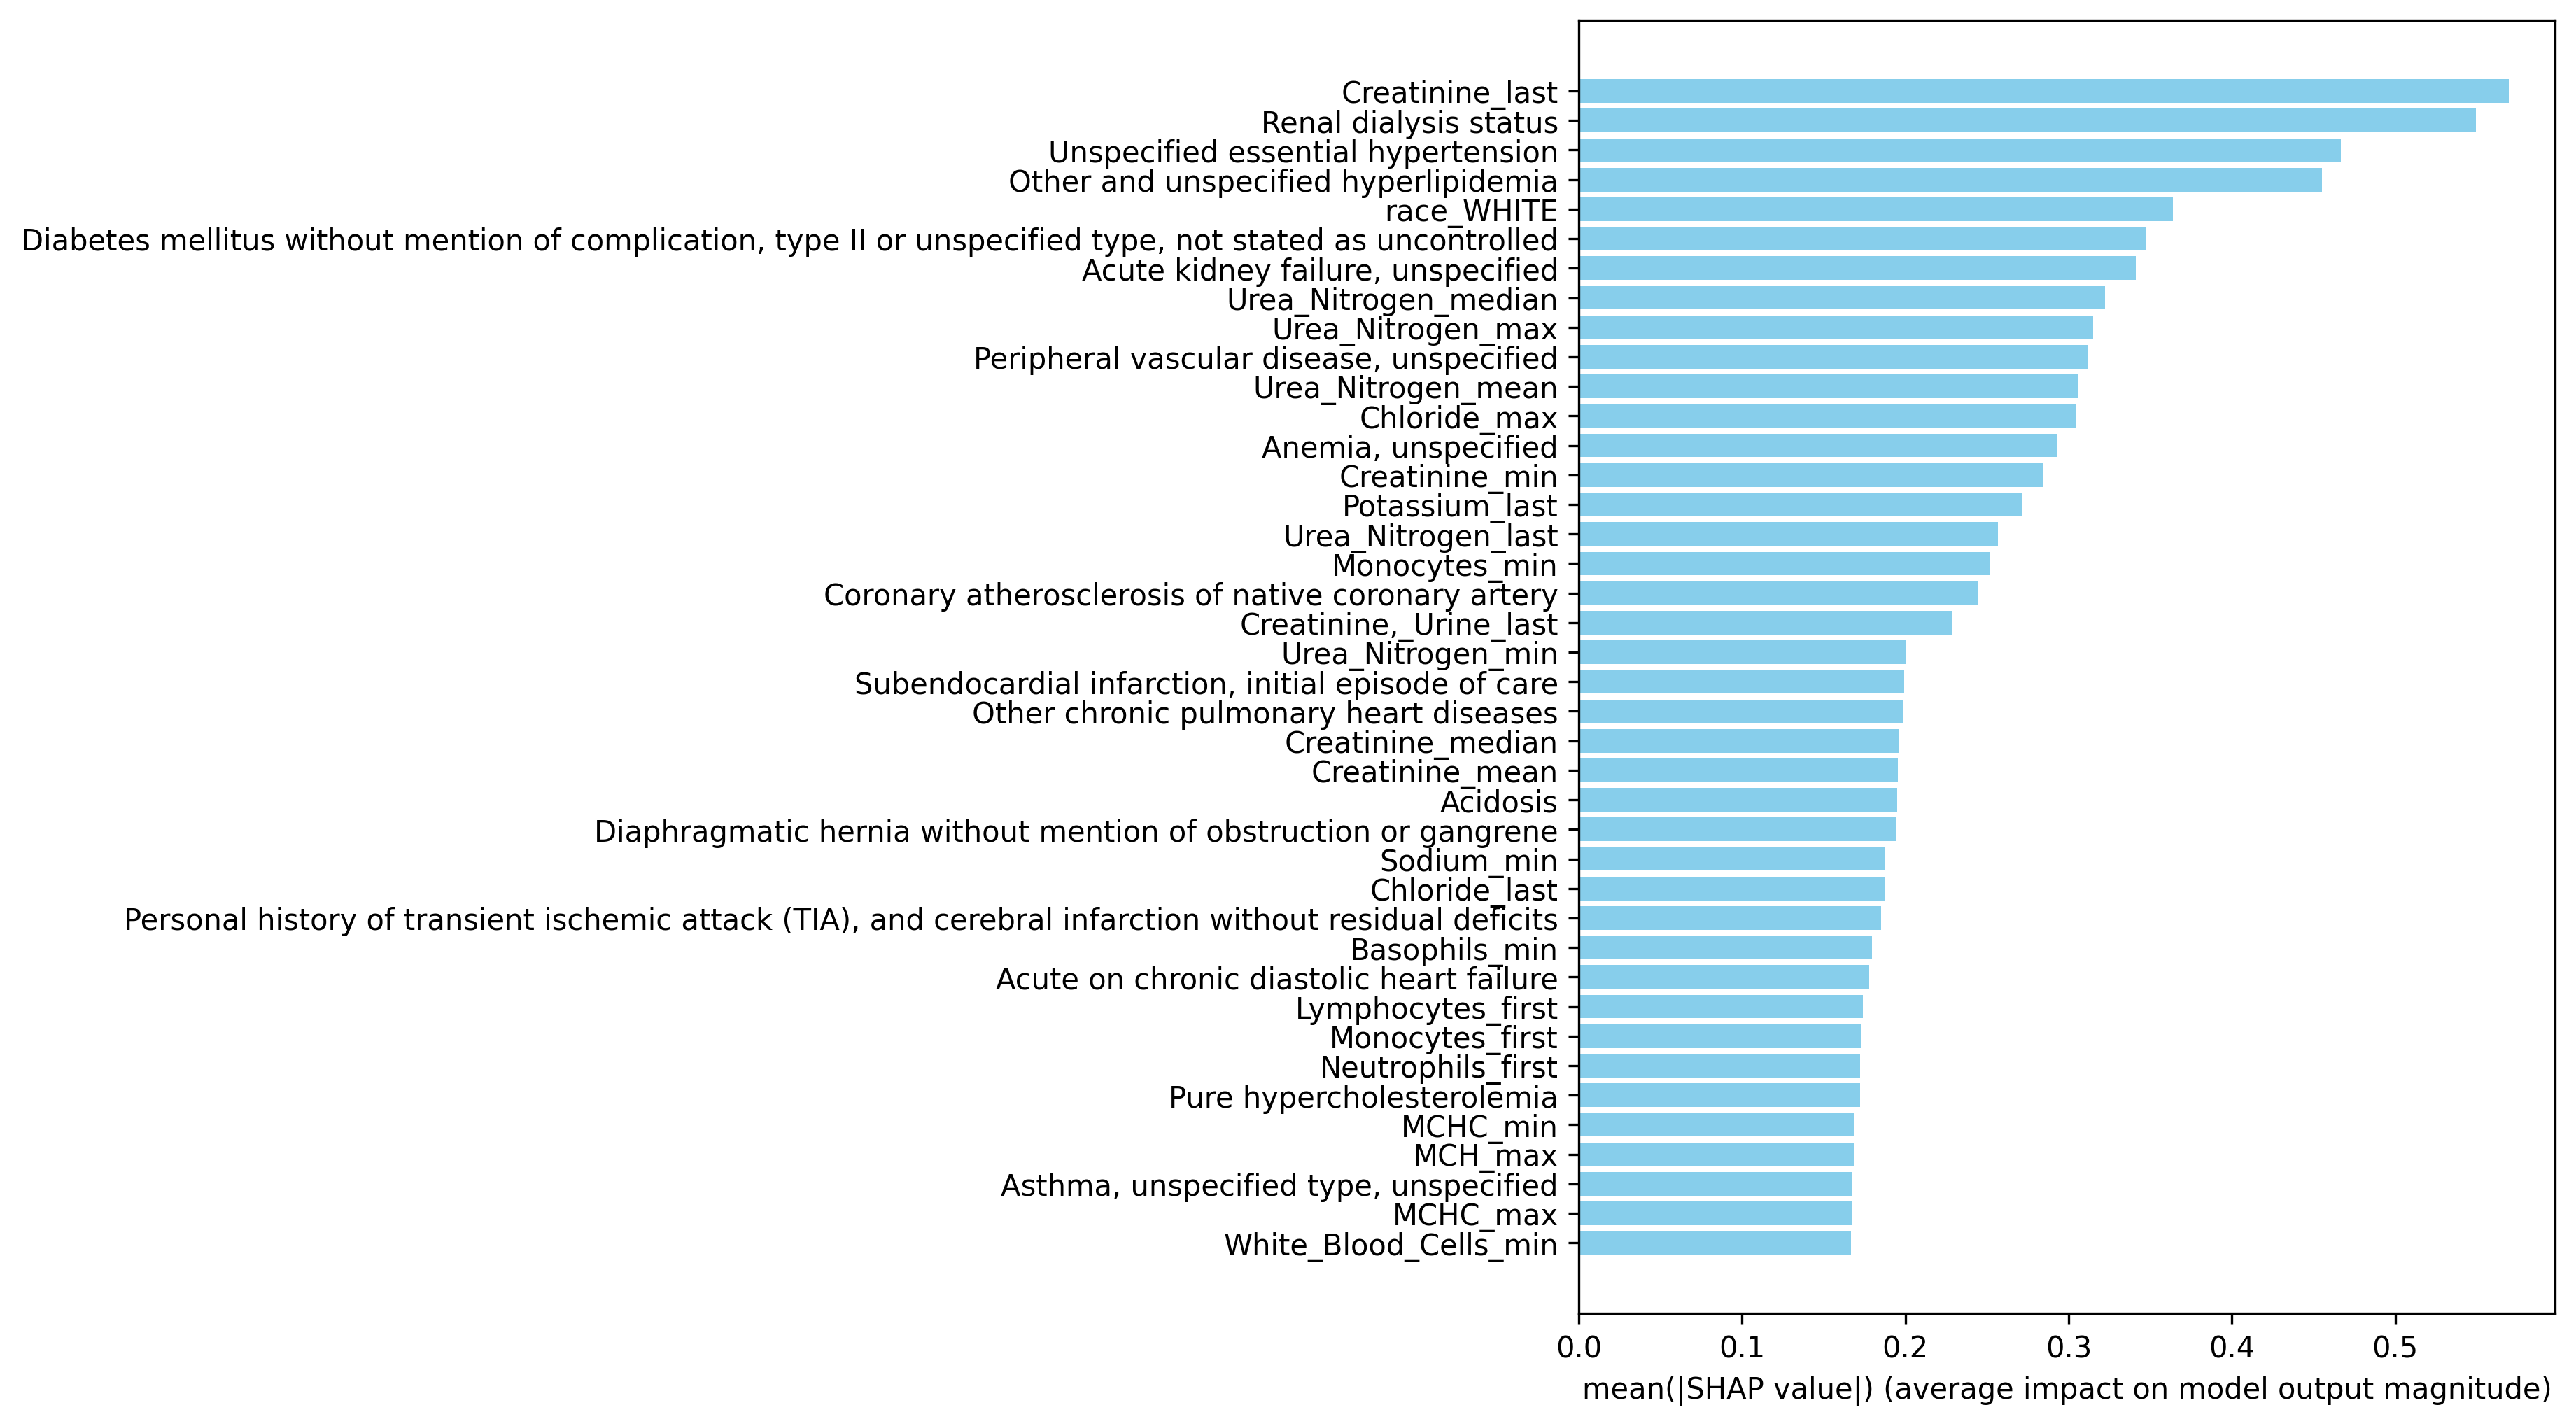 Creatinine_last
Renal dialysis status
Unspecified essential hypertension
Other and unspecified hyperlipidemia
race_WHITE
Diabetes mellitus without mention of complication, type II or unspecified type, not stated as uncontrolled
Acute kidney failure, unspecified
Urea_Nitrogen_median
Urea_Nitrogen_max
Peripheral vascular disease, unspecified
Urea_Nitrogen_mean
Chloride_max
Anemia, unspecified
Creatinine_min
Potassium_last
Urea_Nitrogen_last
Monocytes_min
Coronary atherosclerosis of native coronary artery
Creatinine,_Urine_last
Urea_Nitrogen_min
Subendocardial infarction, initial episode of care
Other chronic pulmonary heart diseases
Creatinine_median
Creatinine_mean
Acidosis
Diaphragmatic hernia without mention of obstruction or gangrene
Sodium_min
Chloride_last
Personal history of transient ischemic attack (TIA), and cerebral infarction without residual deficits
Basophils_min
Acute on chronic diastolic heart failure
Lymphocytes_first
Monocytes_first
Neutrophils_first
Pure hypercholesterolemia
MCHC_min
MCH_max
Asthma, unspecified type, unspecified
MCHC_max
White_Blood_Cells_min
0.0 0.1 0.2 0.3 0.4 0.5
mean(|SHAP value|) (average impact on model output magnitude)